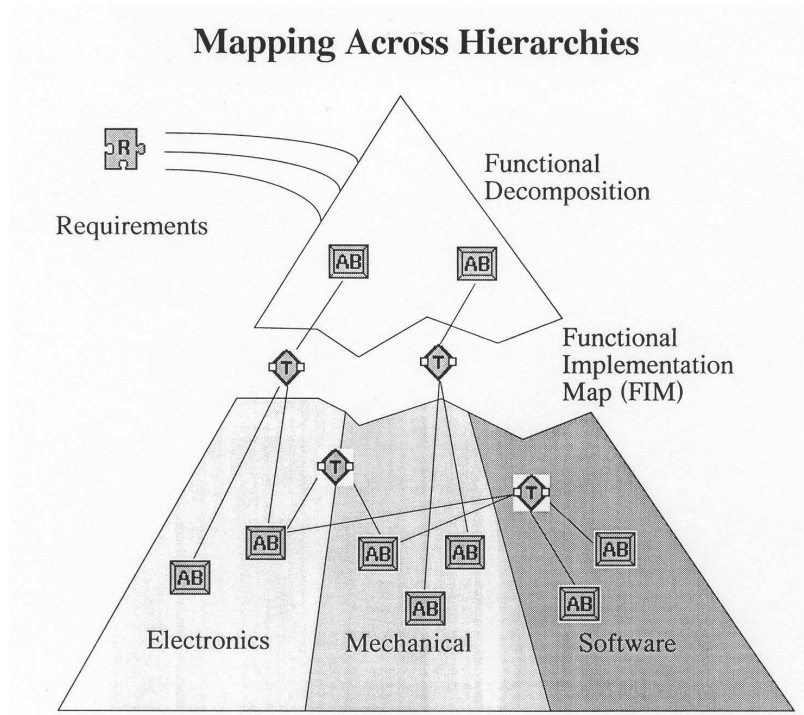 Mapping Across Hierarchies
R
Requirements
Functional
Decomposition
AB
AB
Functional
Implementation
Map (FIM)
T
T
T
T
AB
AB
AB
AB
AB
AB
AB
Electronics
Mechanical
Software